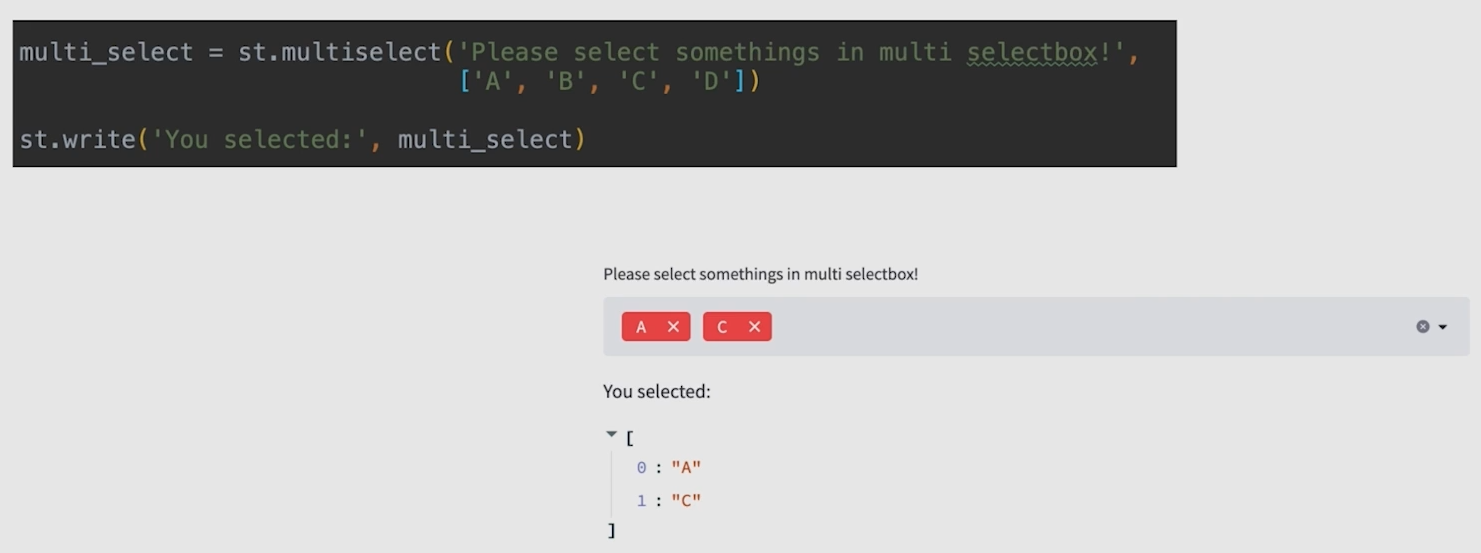 multi_select = st.multiselect('Please select somethings in multi selectbox!',
['A', 'B', 'C', 'D'])
st.write('You selected:', multi_select)
Please select somethings in multi selectbox!
A × C ×
You selected:
[
0 : "A"
1 : "C"
]